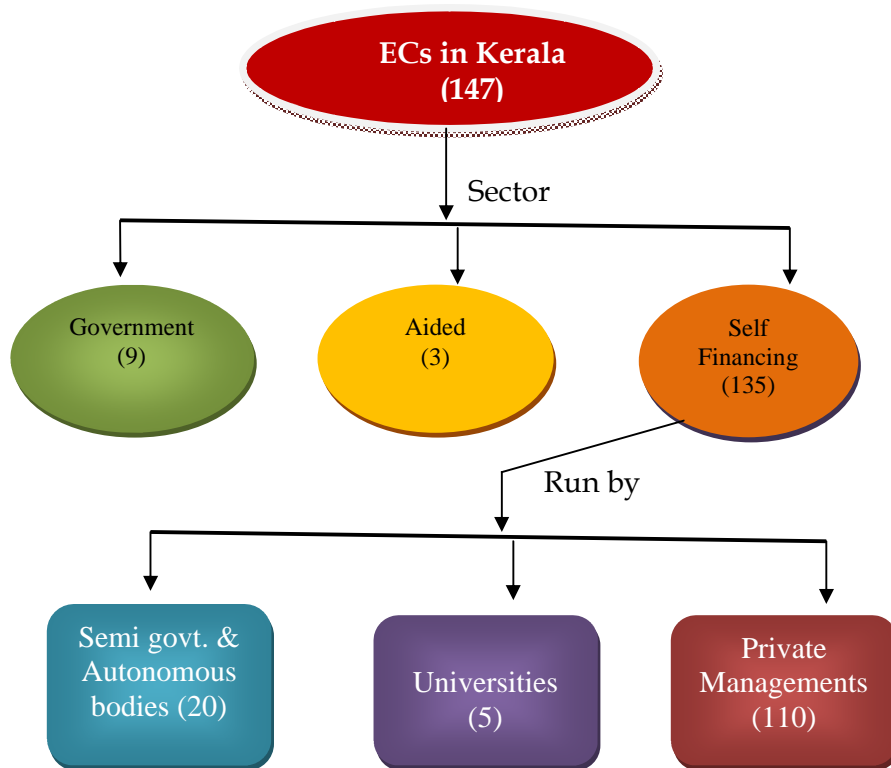 ECs in Kerala
(147)
Sector
Government
(9)
Aided
(3)
Self
Financing
(135)
Run by
Semi govt. &
Autonomous
bodies (20)
Universities
(5)
Private
Managements
(110)